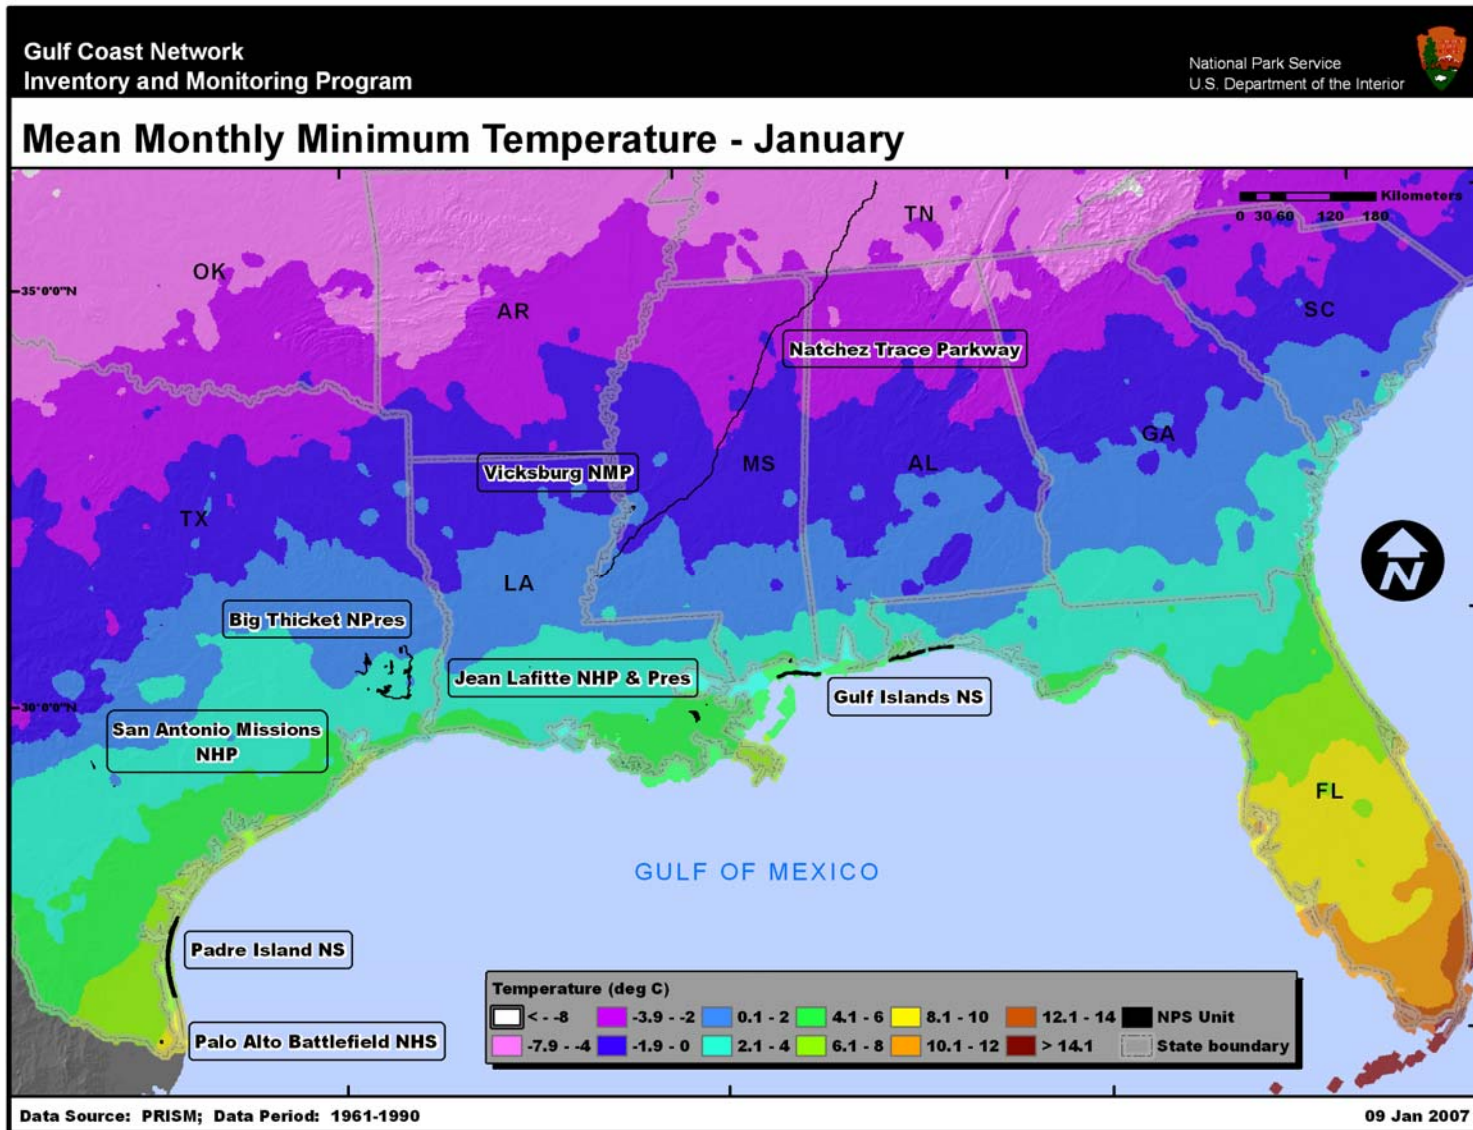 Gulf Coast Network
Inventory and Monitoring Program
National Park Service
U.S. Department of the Interior
Mean Monthly Minimum Temperature - January
Kilometers
0 30 60 120 180
TN
OK
35°0'0"N
AR
SC
Natchez Trace Parkway
GA
Vicksburg NMP
MS
AL
TX
N
LA
Big Thicket NPres
Jean Lafitte NHP & Pres
Gulf Islands NS
30°0'0"N
San Antonio Missions
NHP
FL
GULF OF MEXICO
Padre Island NS
Palo Alto Battlefield NHS
Temperature (deg C)
< - -8
-3.9 - -2
0.1 - 2
4.1 - 6
8.1 - 10
12.1 - 14
NPS Unit
-7.9 - -4
-1.9 - 0
2.1 - 4
6.1 - 8
10.1 - 12
> 14.1
State boundary
Data Source: PRISM; Data Period: 1961-1990
09 Jan 2007